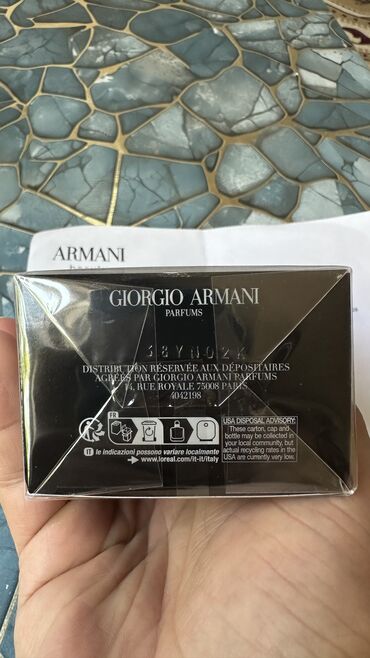 ARMANI
GIORGIO ARMANI
PARFUMS
38YN02K
DISTRIBUTION RÉSERVÉE AUX DÉPOSITAIRES
AGRÉÉS PAR GIORGIO ARMANI PARFUMS
14, RUE ROYALE 75008 PARIS
4042198
FR
IT le indicazioni possono variare localmente
www.loreal.com/it-it/italy
USA DISPOSAL ADVISORY:
These carton, cap and
bottle may be collected in
your local community, but
actual recycling rates in the
USA are currently very low.